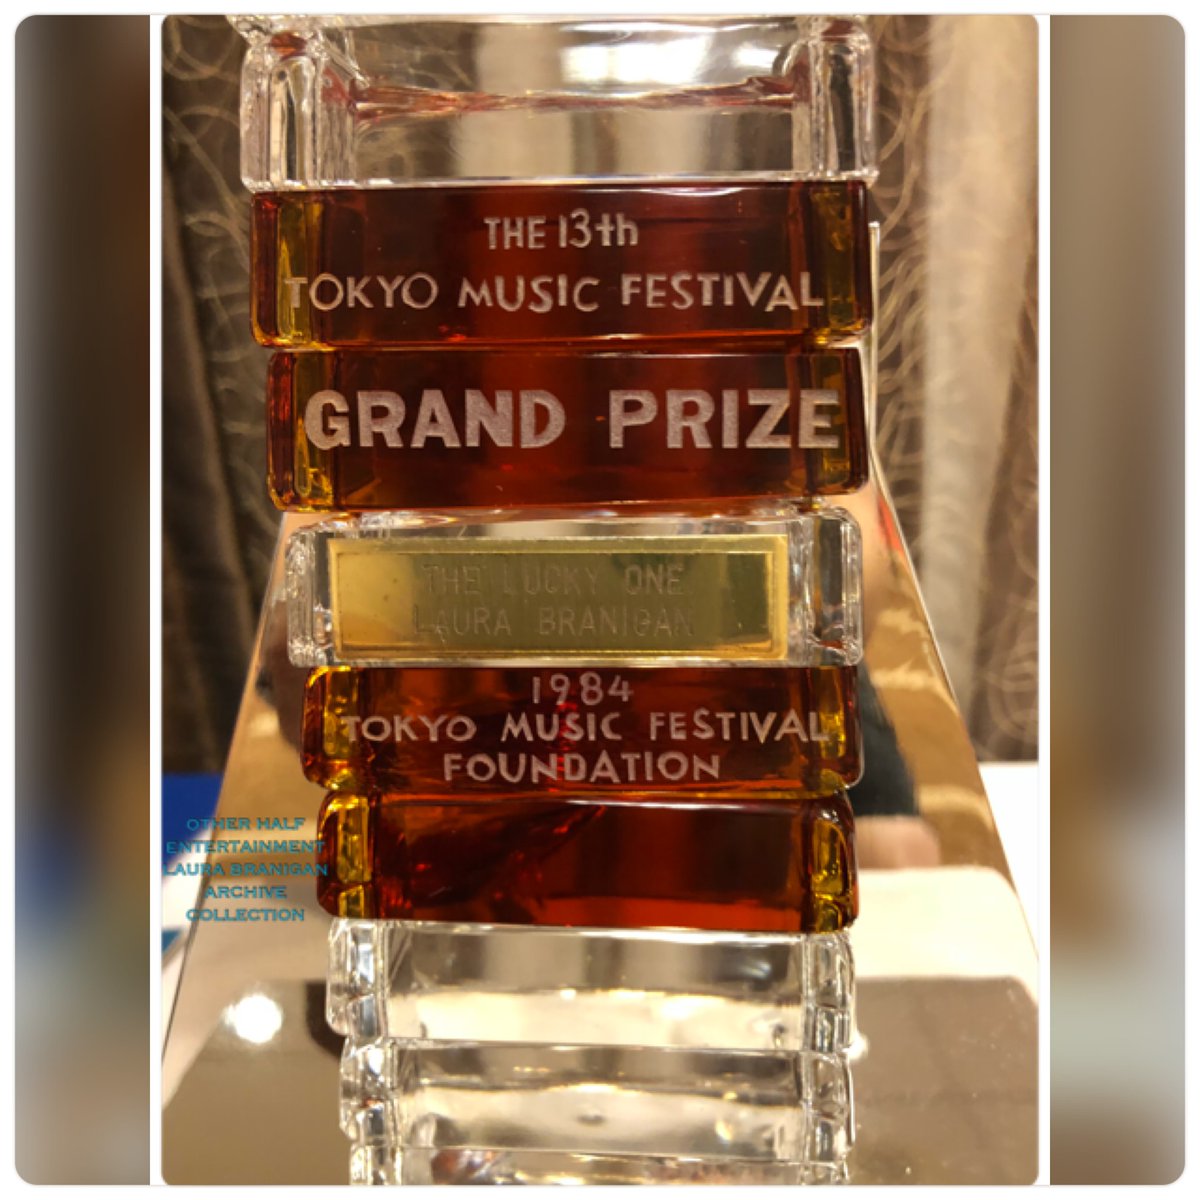 THE 13th
TOKYO MUSIC FESTIVAL
GRAND PRIZE
THE LUCKY ONE
LAURA BRANIGAN
1984
TOKYO MUSIC FESTIVAL
FOUNDATION
OTHER HALF
ENTERTAINMENT
LAURA BRANIGAN
ARCHIVE
COLLECTION